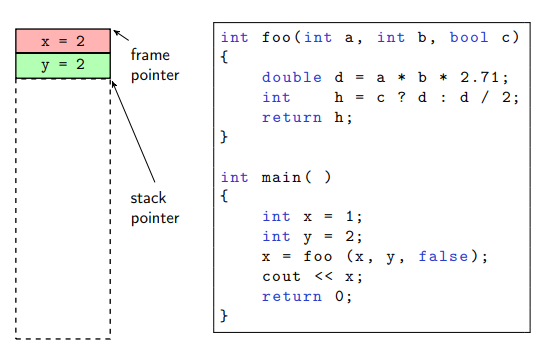 x = 2
y = 2
frame
pointer
stack
pointer
int foo(int a, int b, bool c)
{
    double d = a * b * 2.71;
    int    h = c ? d : d / 2;
    return h;
}

int main( )
{
    int x = 1;
    int y = 2;
    x = foo (x, y, false);
    cout << x;
    return 0;
}